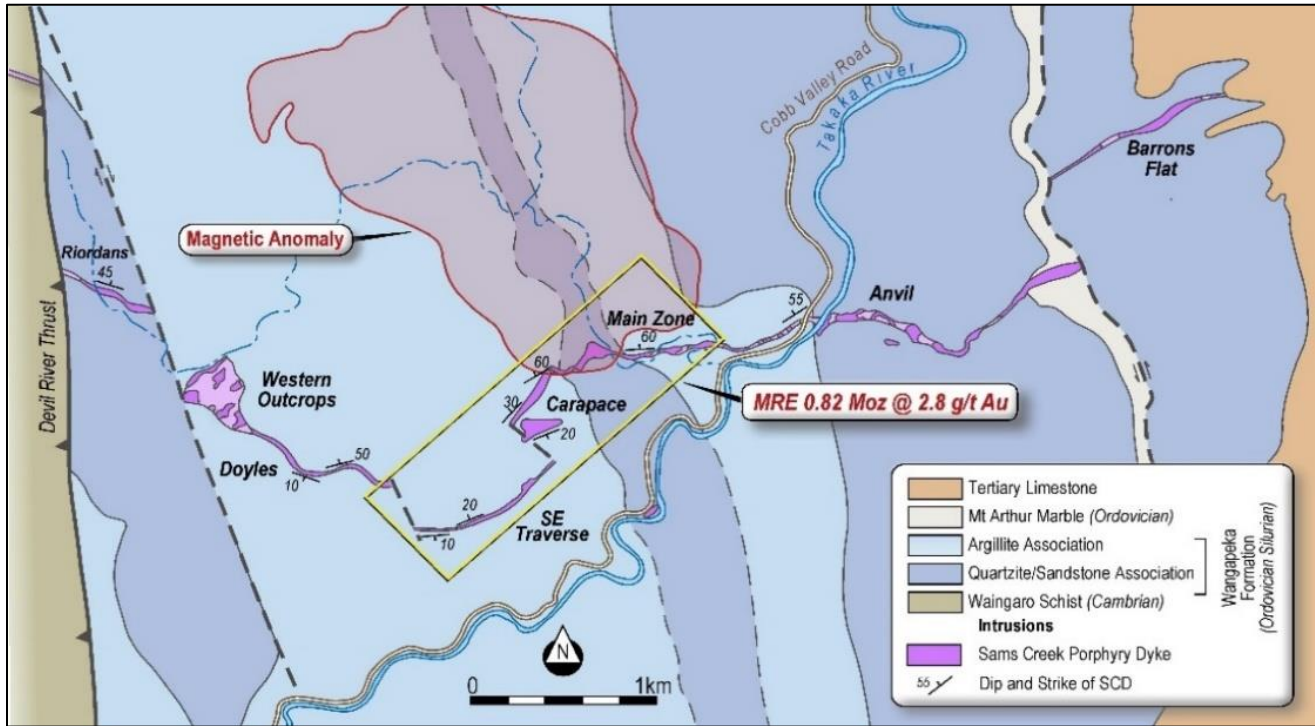 Cobb Valley Road
Takaka River
Barrons
Flat
Magnetic Anomaly
Riordans
45
Devil River Thrust
Main Zone
60
55
Anvil
Western
Outcrops
60
MRE 0.82 Moz @ 2.8 g/t Au
30
Carapace
20
Doyles
50
10
20
SE
Traverse
10
N
0
1km
Tertiary Limestone
Mt Arthur Marble (Ordovician)
Argillite Association
Quartzite/Sandstone Association
Waingaro Schist (Cambrian)
Wangapeka
Formation
(Ordovician Silurian)
Intrusions
Sams Creek Porphyry Dyke
55 Dip and Strike of SCD